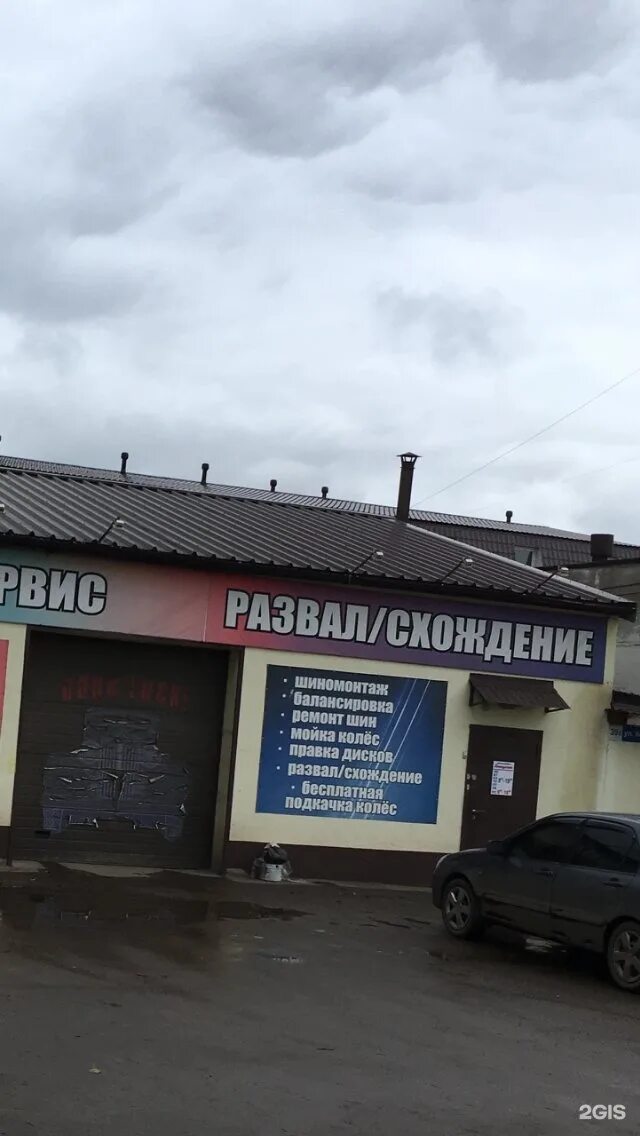 РВИС
РАЗВАЛ/СХОЖДЕНИЕ
· шиномонтаж
· балансировка
· ремонт шин
· мойка колёс
· правка дисков
· развал/схождение
· бесплатная
подкачка колёс
2GIS